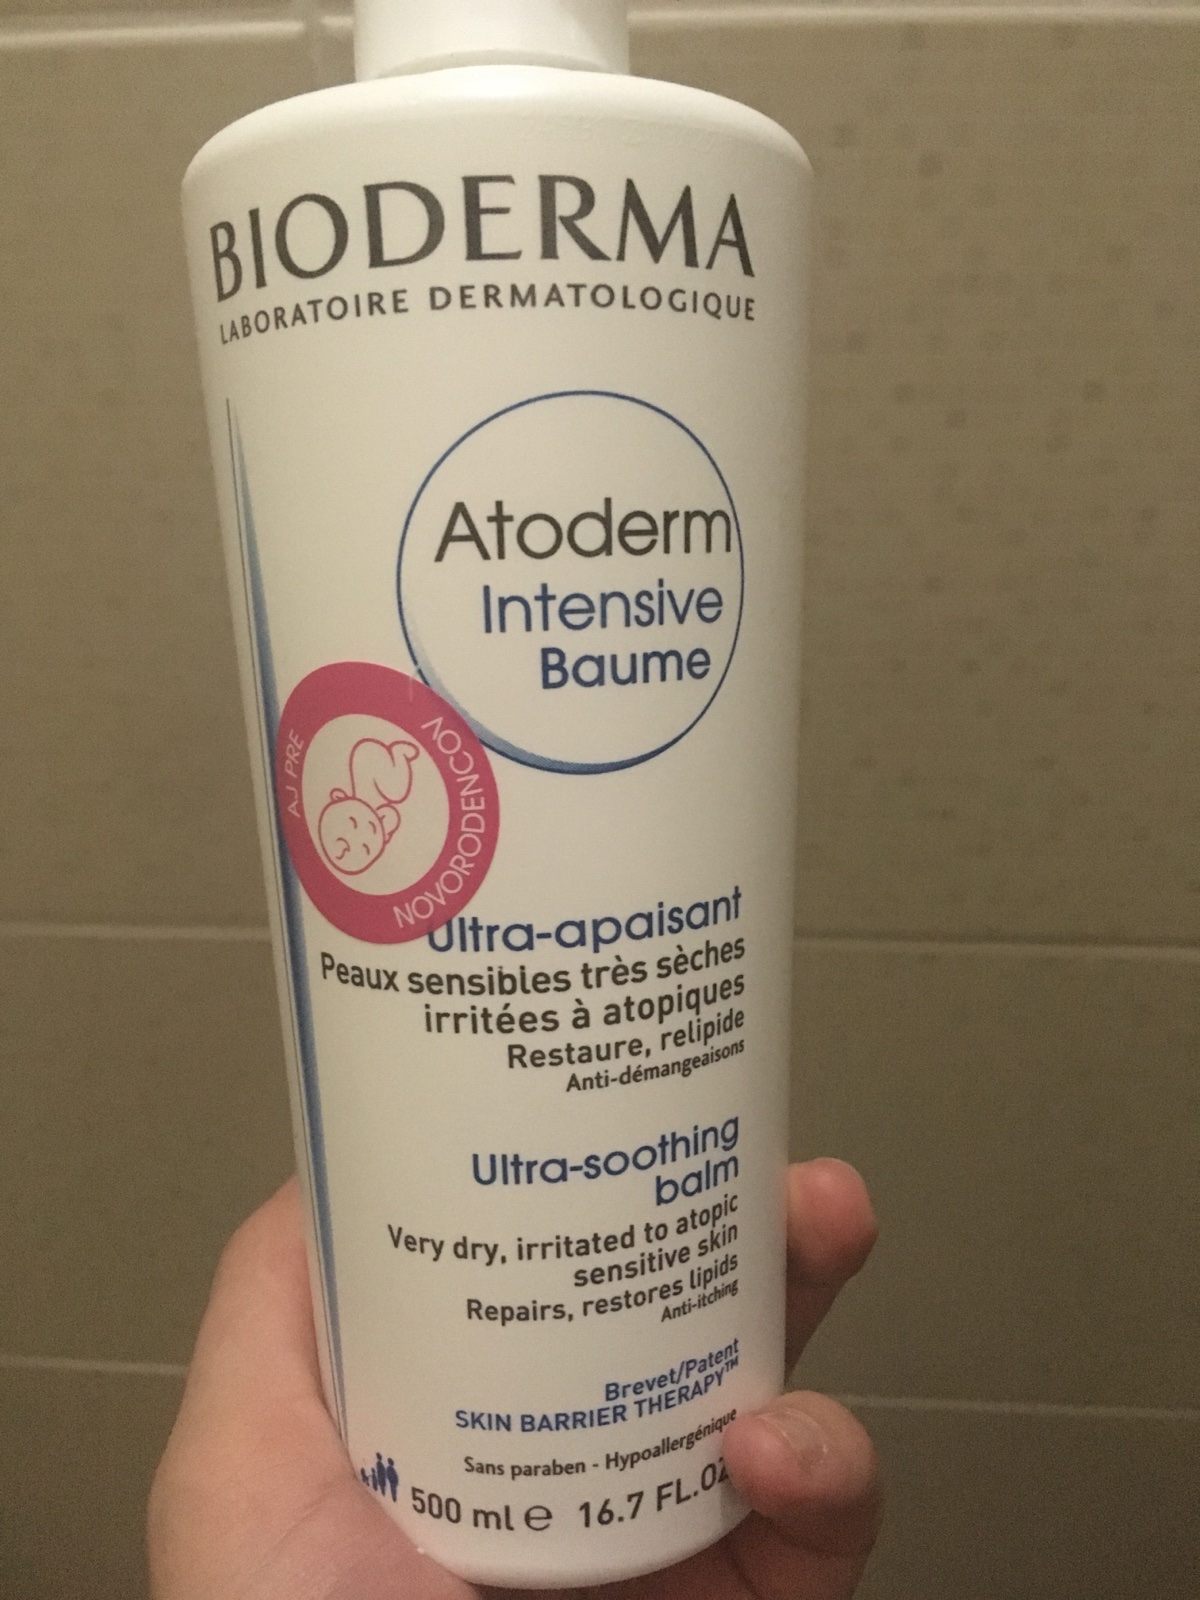 BIODERMA
LABORATOIRE DERMATOLOGIQUE
Atoderm
Intensive
Baume
AJ PRE
NOVORODENCOV
Ultra-apaisant
Peaux sensibles très sèches
irritées à atopiques
Restaure, relipide
Anti-démangeaisons
Ultra-soothing
balm
Very dry, irritated to atopic
sensitive skin
Repairs, restores lipids
Anti-itching
Brevet/Patent
SKIN BARRIER THERAPY™
Sans paraben - Hypoallergénique
500 ml e 16.7 FL.OZ